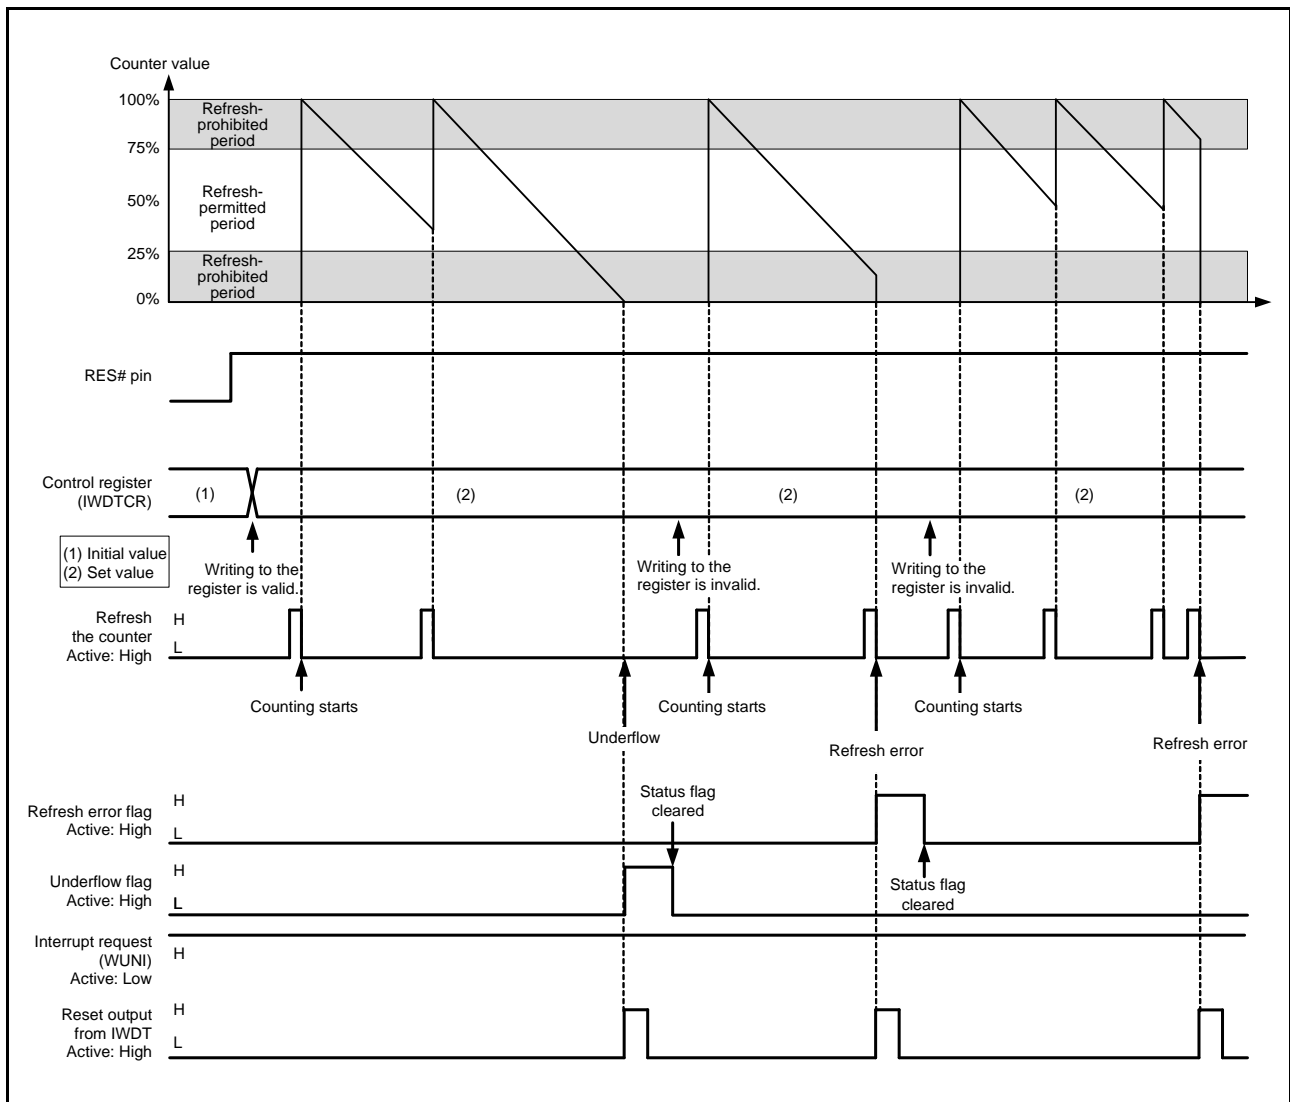 Counter value
100%
Refresh-
prohibited
period
75%
Refresh-
permitted
period
50%
25%
Refresh-
prohibited
period
0%
RES# pin
Control register
(IWDTCR)
(1)
(2)
(2)
(2)
(1) Initial value
(2) Set value
Writing to the
register is valid.
Writing to the
register is invalid.
Writing to the
register is invalid.
Refresh
the counter
Active: High
H
L
Counting starts
Counting starts
Counting starts
Underflow
Refresh error
Refresh error
Status flag
cleared
Refresh error flag
Active: High
H
L
Underflow flag
Active: High
H
L
Status flag
cleared
Interrupt request
(WUNI)
Active: Low
H
Reset output
from IWDT
Active: High
H
L